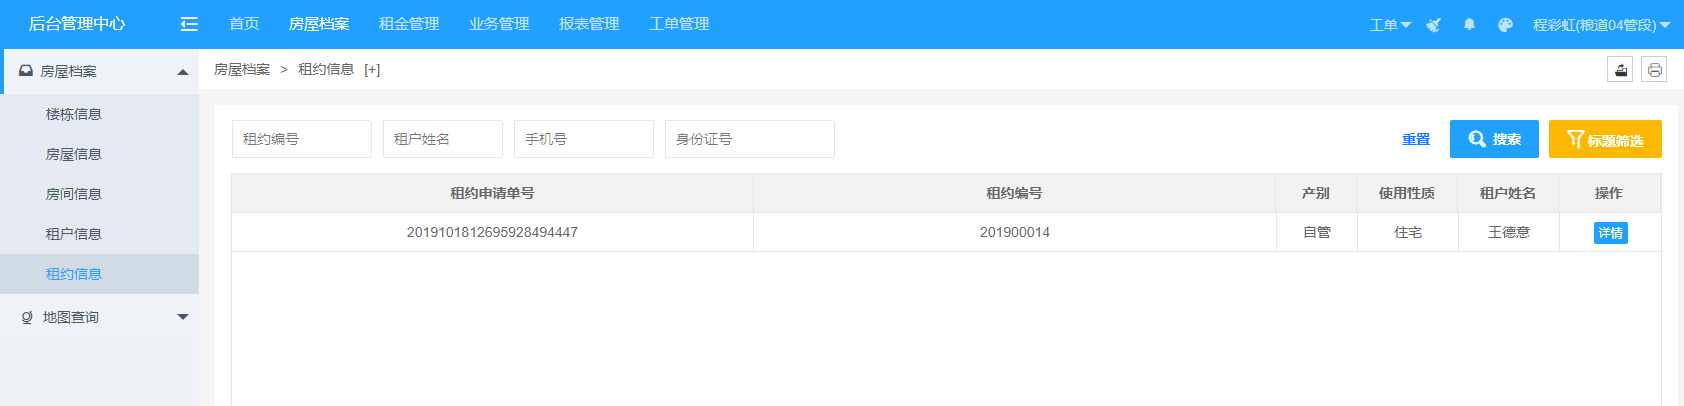 后台管理中心 首页 房屋档案 租金管理 业务管理 报表管理 工单管理 工单 程彩虹(粮道04管段)
房屋档案
楼栋信息
房屋信息
房间信息
租户信息
租约信息
地图查询
房屋档案 > 租约信息 [+]
租约编号 租户姓名 手机号 身份证号 重置 搜索 标题筛选
租约申请单号 租约编号 产别 使用性质 租户姓名 操作
2019101812695928494447 201900014 自管 住宅 王德意 详情